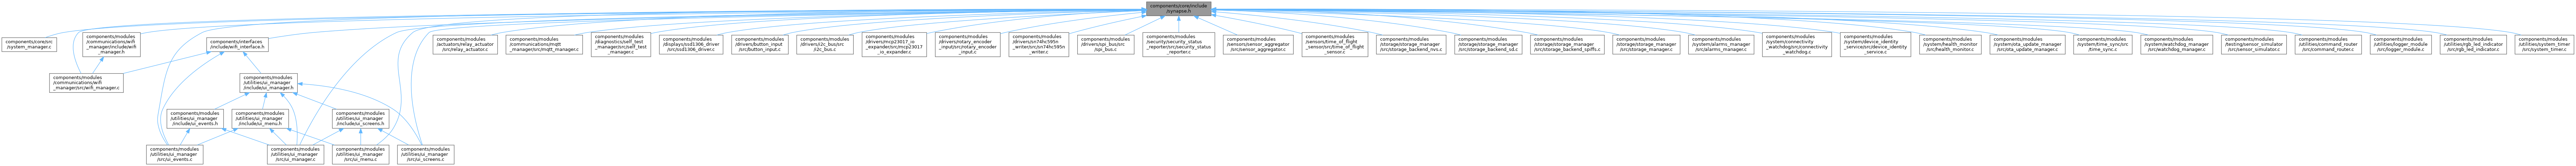 components/core/include
/synapse.h
components/core/src
/system_manager.c
components/modules
/communications/wifi
_manager/include/wifi
_manager.h
components/interfaces
/include/wifi_interface.h
components/modules
/actuators/relay_actuator
/src/relay_actuator.c
components/modules
/communications/mqtt
_manager/src/mqtt_manager.c
components/modules
/diagnostics/self_test
_manager/src/self_test
_manager.c
components/modules
/displays/ssd1306_driver
/src/ssd1306_driver.c
components/modules
/drivers/button_input
/src/button_input.c
components/modules
/drivers/i2c_bus/src
/i2c_bus.c
components/modules
/drivers/mcp23017_io
_expander/src/mcp23017
_io_expander.c
components/modules
/drivers/rotary_encoder
_input/src/rotary_encoder
_input.c
components/modules
/drivers/sn74hc595n
_writer/src/sn74hc595n
_writer.c
components/modules
/drivers/spi_bus/src
/spi_bus.c
components/modules
/security/security_status
_reporter/src/security_status
_reporter.c
components/modules
/sensors/sensor_aggregator
/src/sensor_aggregator.c
components/modules
/sensors/time_of_flight
_sensor/src/time_of_flight
_sensor.c
components/modules
/storage/storage_manager
/src/storage_backend_nvs.c
components/modules
/storage/storage_manager
/src/storage_backend_sd.c
components/modules
/storage/storage_manager
/src/storage_backend_spiffs.c
components/modules
/storage/storage_manager
/src/storage_manager.c
components/modules
/system/alarms_manager
/src/alarms_manager.c
components/modules
/system/connectivity
_watchdog/src/connectivity
_watchdog.c
components/modules
/system/device_identity
_service/src/device_identity
_service.c
components/modules
/system/health_monitor
/src/health_monitor.c
components/modules
/system/ota_update_manager
/src/ota_update_manager.c
components/modules
/system/time_sync/src
/time_sync.c
components/modules
/system/watchdog_manager
/src/watchdog_manager.c
components/modules
/testing/sensor_simulator
/src/sensor_simulator.c
components/modules
/utilities/command_router
/src/command_router.c
components/modules
/utilities/logger_module
/src/logger_module.c
components/modules
/utilities/rgb_led_indicator
/src/rgb_led_indicator.c
components/modules
/utilities/system_timer
/src/system_timer.c
components/modules
/communications/wifi
_manager/src/wifi_manager.c
components/modules
/utilities/ui_manager
/include/ui_manager.h
components/modules
/utilities/ui_manager
/include/ui_events.h
components/modules
/utilities/ui_manager
/include/ui_menu.h
components/modules
/utilities/ui_manager
/include/ui_screens.h
components/modules
/utilities/ui_manager
/src/ui_events.c
components/modules
/utilities/ui_manager
/src/ui_manager.c
components/modules
/utilities/ui_manager
/src/ui_menu.c
components/modules
/utilities/ui_manager
/src/ui_screens.c